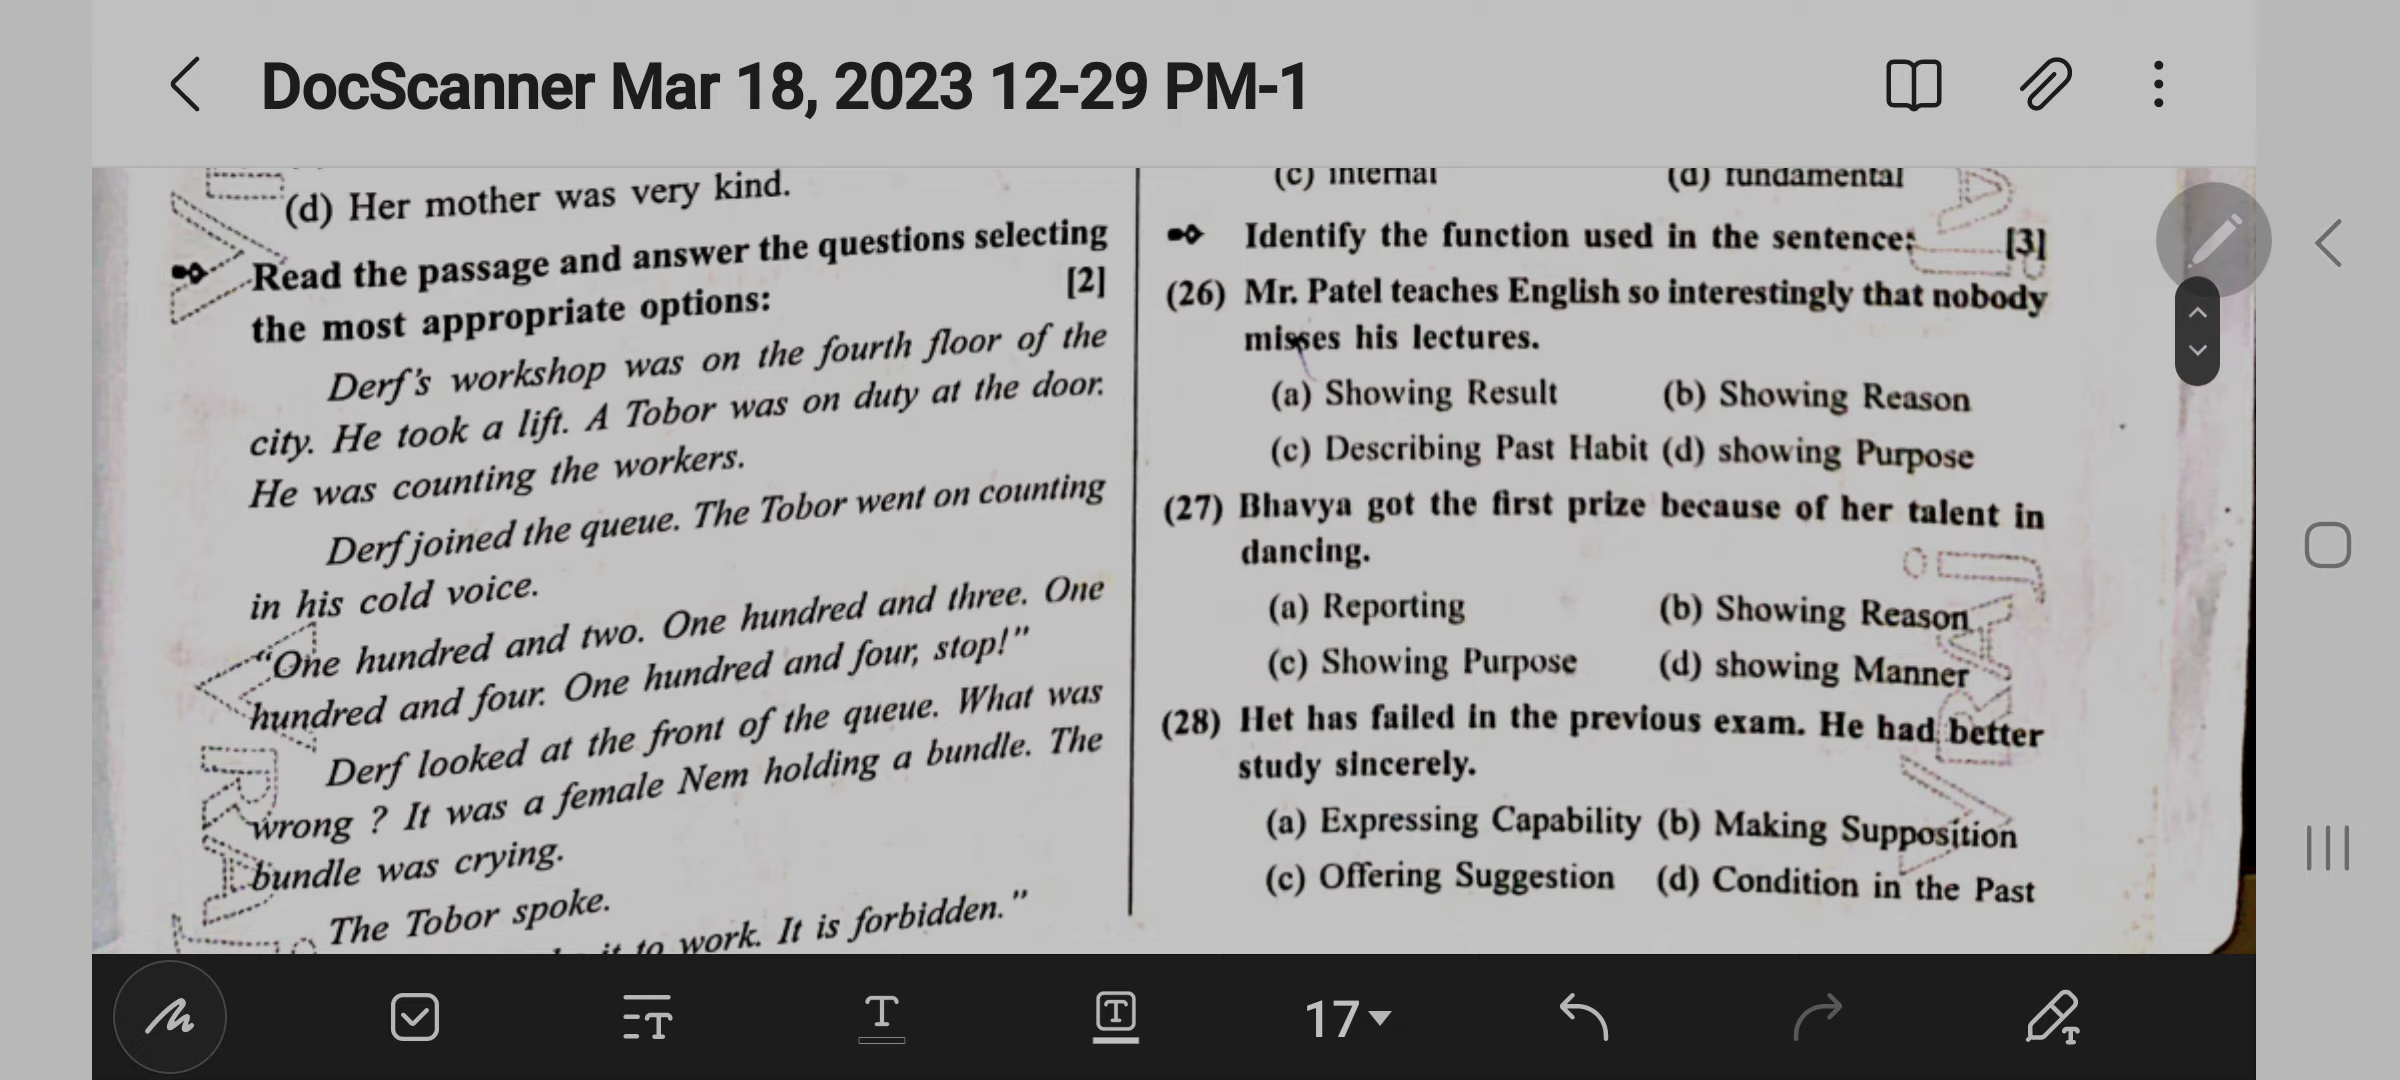 DocScanner Mar 18, 2023 12-29 PM-1
(d) Her mother was very kind.
Read the passage and answer the questions selecting
the most appropriate options: [2]
Derf's workshop was on the fourth floor of the
city. He took a lift. A Tobor was on duty at the door.
He was counting the workers.
Derf joined the queue. The Tobor went on counting
in his cold voice.
"One hundred and two. One hundred and three. One
hundred and four. One hundred and four, stop!"
Derf looked at the front of the queue. What was
wrong ? It was a female Nem holding a bundle. The
bundle was crying.
The Tobor spoke.
it to work. It is forbidden."
(c) internal (d) fundamental
Identify the function used in the sentence: [3]
(26) Mr. Patel teaches English so interestingly that nobody
misses his lectures.
(a) Showing Result (b) Showing Reason
(c) Describing Past Habit (d) showing Purpose
(27) Bhavya got the first prize because of her talent in
dancing.
(a) Reporting (b) Showing Reason
(c) Showing Purpose (d) showing Manner
(28) Het has failed in the previous exam. He had better
study sincerely.
(a) Expressing Capability (b) Making Supposition
(c) Offering Suggestion (d) Condition in the Past
17